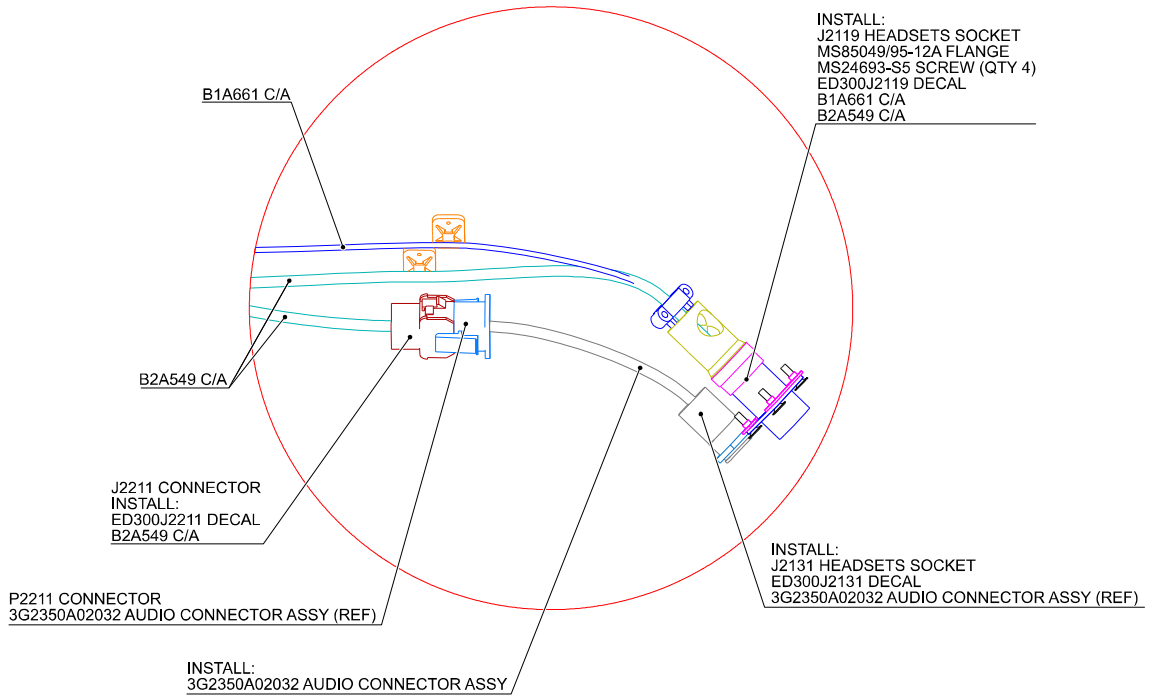 INSTALL:
J2119 HEADSETS SOCKET
MS85049/95-12A FLANGE
MS24693-S5 SCREW (QTY 4)
ED300J2119 DECAL
B1A661 C/A
B2A549 C/A
B1A661 C/A
B2A549 C/A
J2211 CONNECTOR
INSTALL:
ED300J2211 DECAL
B2A549 C/A
INSTALL:
J2131 HEADSETS SOCKET
ED300J2131 DECAL
3G2350A02032 AUDIO CONNECTOR ASSY (REF)
P2211 CONNECTOR
3G2350A02032 AUDIO CONNECTOR ASSY (REF)
INSTALL:
3G2350A02032 AUDIO CONNECTOR ASSY